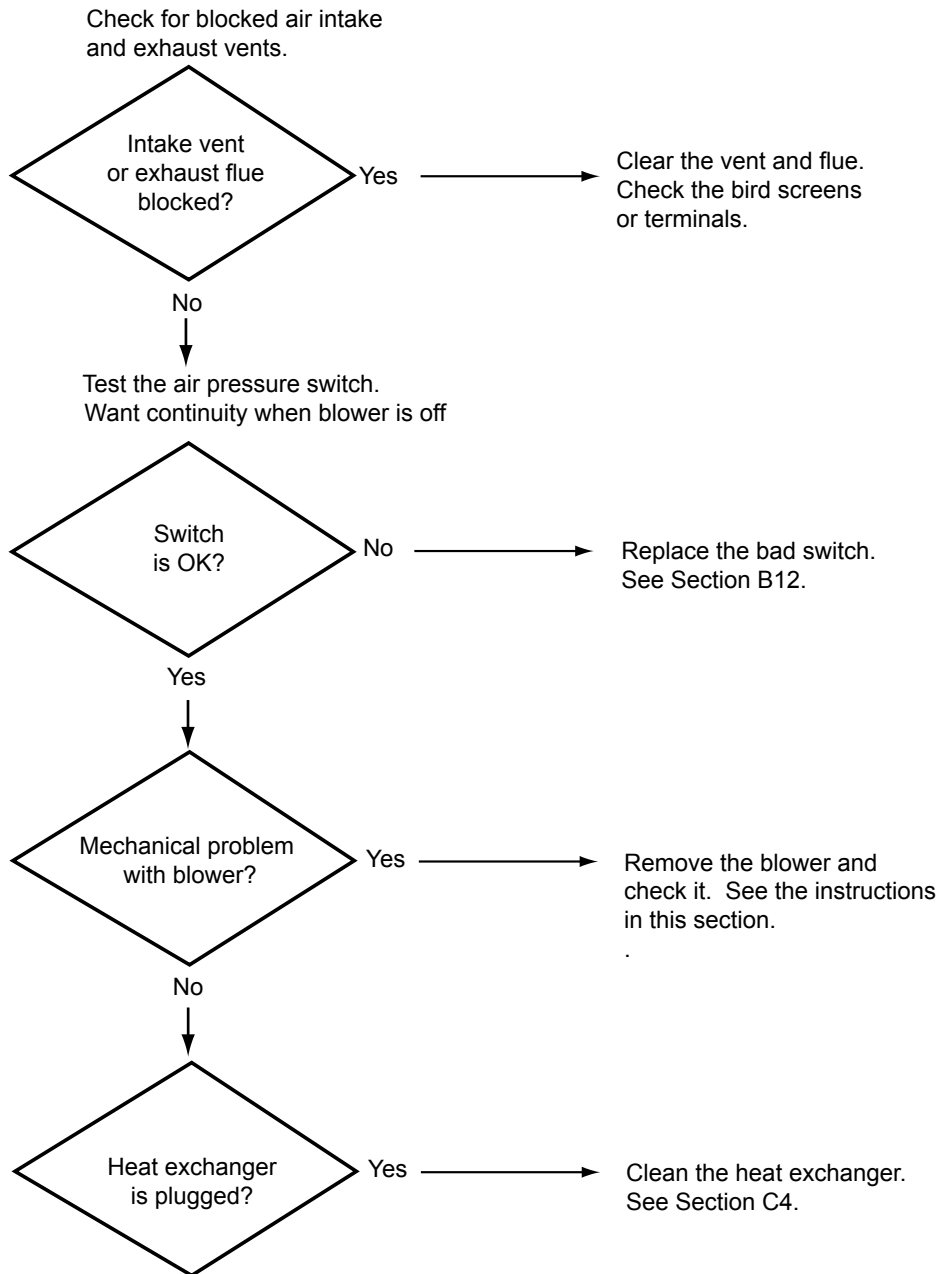 Check for blocked air intake
and exhaust vents.
Intake vent
or exhaust flue
blocked?
Yes
Clear the vent and flue.
Check the bird screens
or terminals.
No
Test the air pressure switch.
Want continuity when blower is off
Switch
is OK?
No
Replace the bad switch.
See Section B12.
Yes
Mechanical problem
with blower?
Yes
Remove the blower and
check it.  See the instructions
in this section.
.
No
Heat exchanger
is plugged?
Yes
Clean the heat exchanger.
See Section C4.